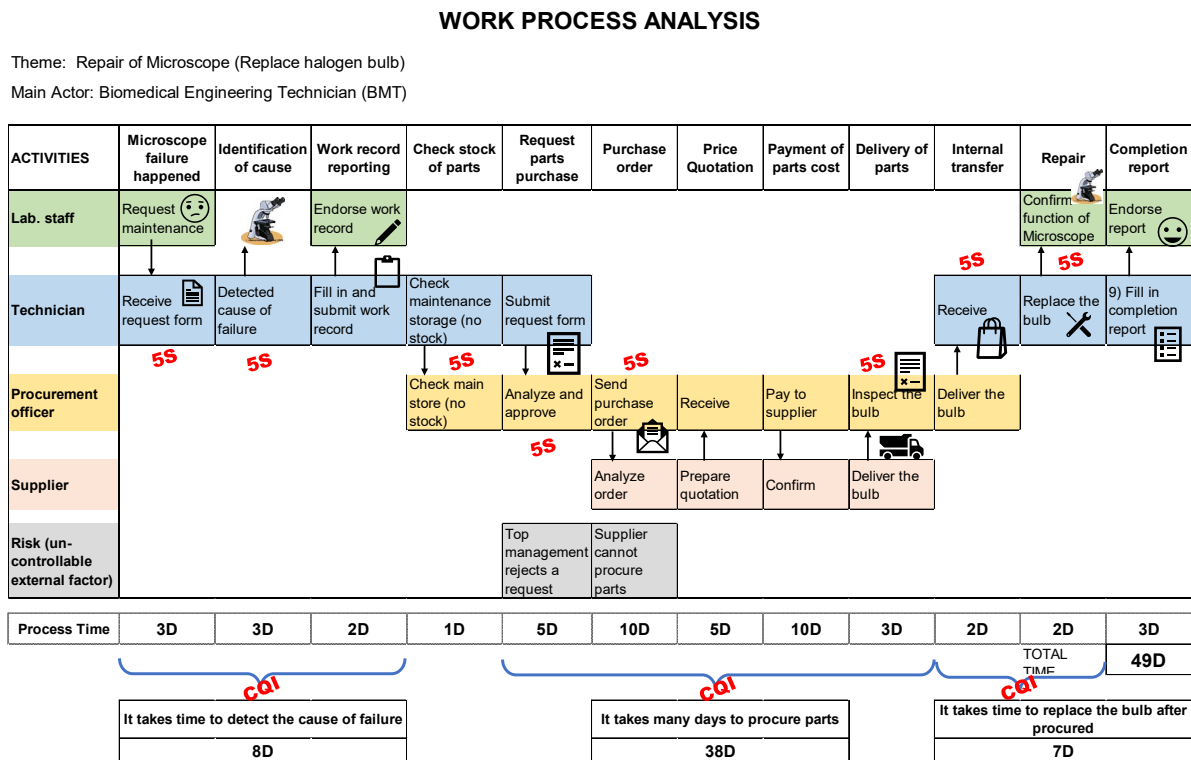 WORK PROCESS ANALYSIS
Theme: Repair of Microscope (Replace halogen bulb)
Main Actor: Biomedical Engineering Technician (BMT)
ACTIVITIES
Microscope
failure
happened
Identification
of cause
Work record
reporting
Check stock
of parts
Request
parts
purchase
Purchase
order
Price
Quotation
Payment of
parts cost
Delivery of
parts
Internal
transfer
Repair
Completion
report
Lab. staff
Request
maintenance
Endorse work
record
Confirm
function of
Microscope
Endorse
report
5S
5S
Technician
Receive
request form
Detected
cause of
failure
Fill in and
submit work
record
Check
maintenance
storage (no
stock)
Submit
request form
Receive
Replace the
bulb
9) Fill in
completion
report
5S
5S
5S
5S
5S
Procurement
officer
Check main
store (no
stock)
Analyze and
approve
Send
purchase
order
Receive
Pay to
supplier
Inspect the
bulb
Deliver the
bulb
5S
Supplier
Analyze
order
Prepare
quotation
Confirm
Deliver the
bulb
Risk (un-
controllable
external factor)
Top
management
rejects a
request
Supplier
cannot
procure
parts
Process Time
3D
3D
2D
1D
5D
10D
5D
10D
3D
2D
2D
3D
TOTAL
TIME
49D
CQI
CQI
CQI
It takes time to detect the cause of failure
8D
It takes many days to procure parts
38D
It takes time to replace the bulb after
procured
7D